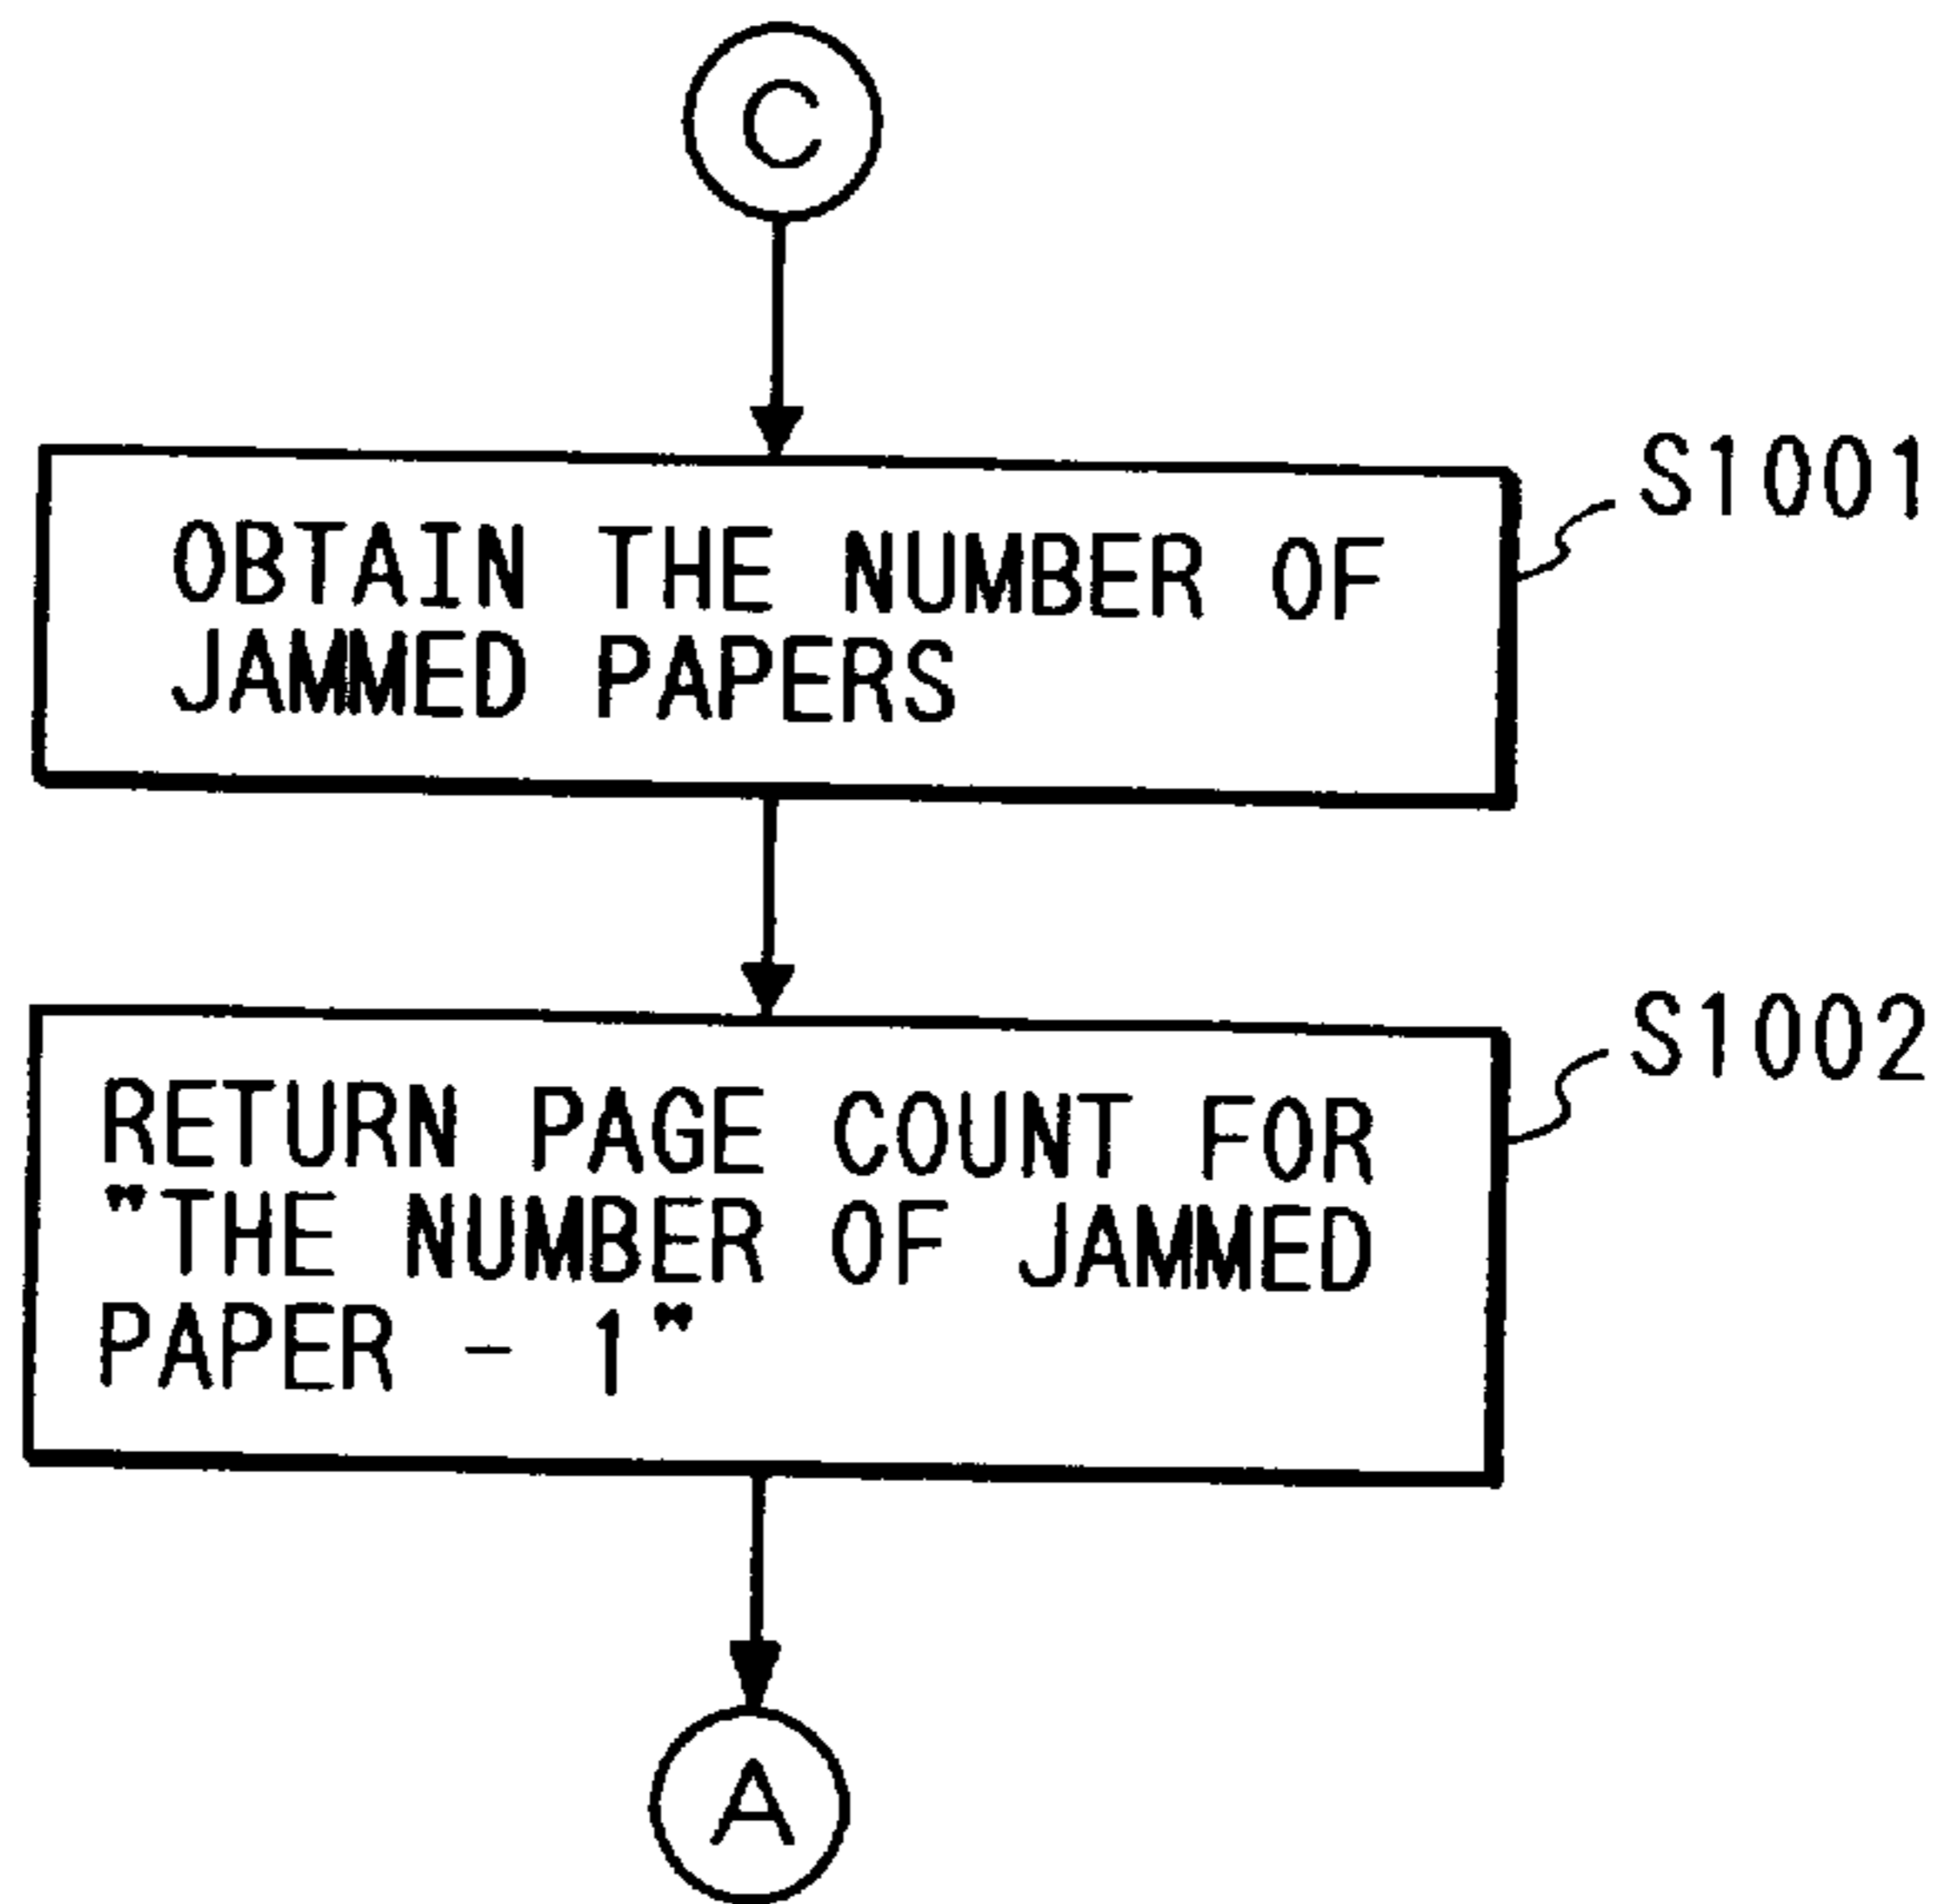 C
S1001
OBTAIN THE NUMBER OF
JAMMED PAPERS
S1002
RETURN PAGE COUNT FOR
"THE NUMBER OF JAMMED
PAPER - 1"
A